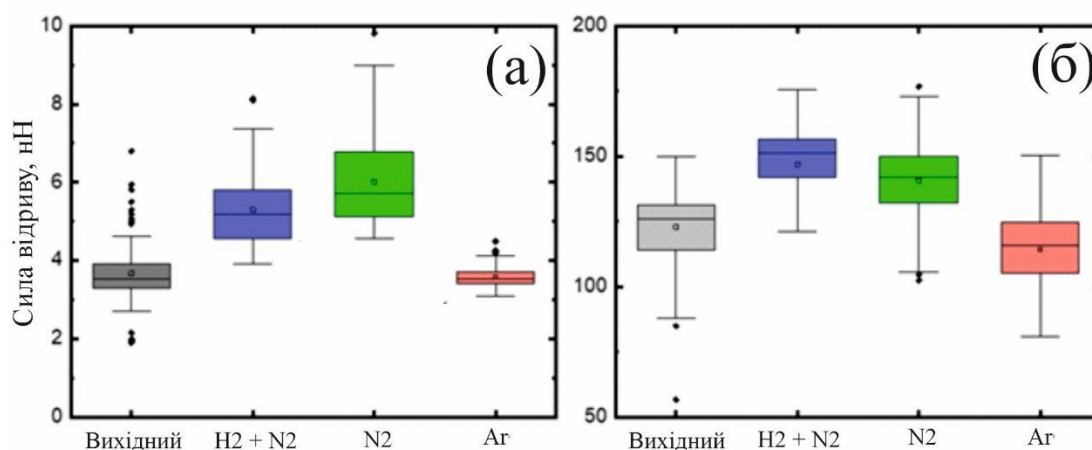 Сила відриву, нН
10
8
6
4
2
0
(а)
Вихідний
H2 + N2
N2
Ar
200
150
100
50
(б)
Вихідний
H2 + N2
N2
Ar